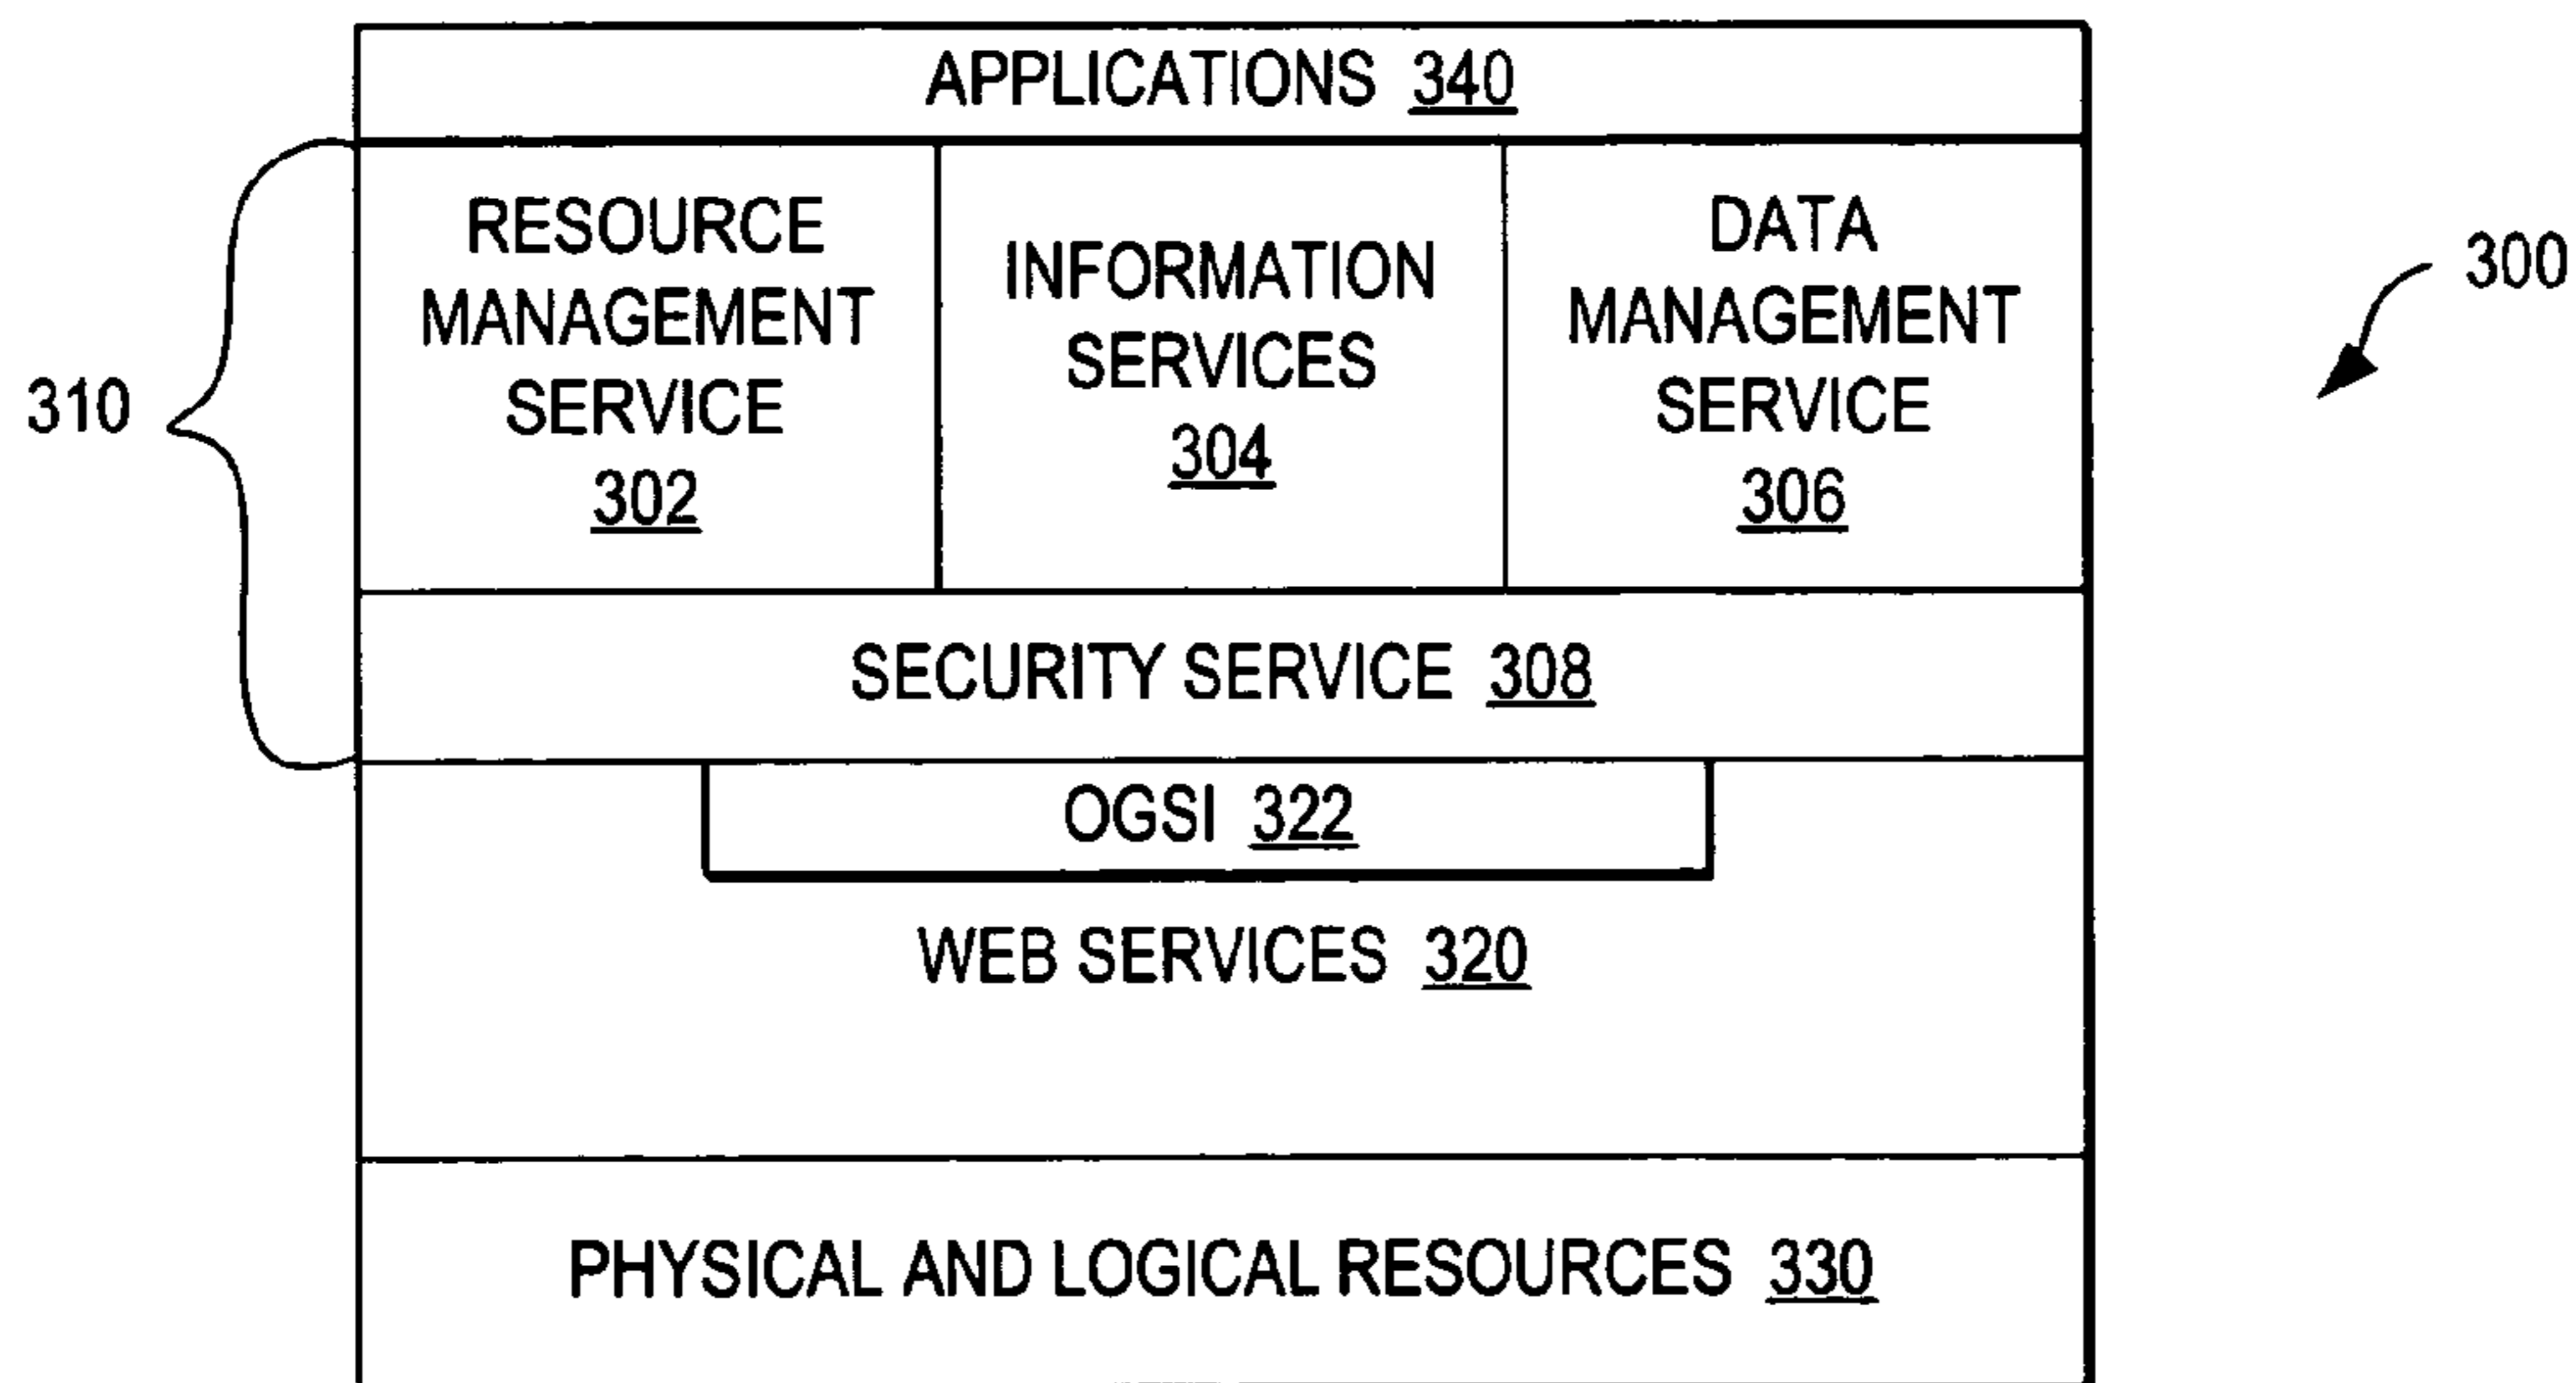 APPLICATIONS 340
RESOURCE
MANAGEMENT
SERVICE
302
INFORMATION
SERVICES
304
DATA
MANAGEMENT
SERVICE
306
300
310
SECURITY SERVICE 308
OGSI 322
WEB SERVICES 320
PHYSICAL AND LOGICAL RESOURCES 330